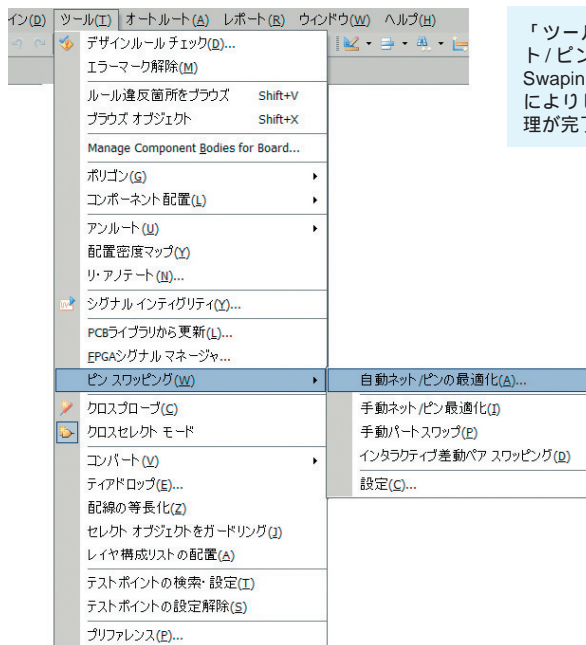 イン(D) ツール(T) オートルート(A) レポート(R) ウィンドウ(W) ヘルプ(H)
デザインルール チェック(D)...
エラーマーク解除(M)
ルール違反箇所をブラウズ Shift+V
ブラウズ オブジェクト Shift+X
Manage Component Bodies for Board...
ポリゴン(G)
コンポーネント配置(L)
アンルート(U)
配置密度マップ(Y)
リ・アノテート(N)...
シグナル インティグリティ(Y)...
PCBライブラリから更新(L)...
FPGAシグナル マネージャ...
ピン スワッピング(W)
自動ネット/ピンの最適化(A)...
手動ネット/ピン最適化(I)
手動パートスワップ(P)
インタラクティブ差動ペア スワッピング(D)
設定(C)...
クロスプローブ(C)
クロスセレクト モード
コンバート(V)
ティアドロップ(E)...
配線の等長化(Z)
セレクト オブジェクトをガードリング(J)
レイヤ構成リストの配置(A)
テストポイントの検索・設定(T)
テストポイントの設定解除(S)
プリファレンス(P)...
「ツール
ト/ピン
Swapin
により
理が完